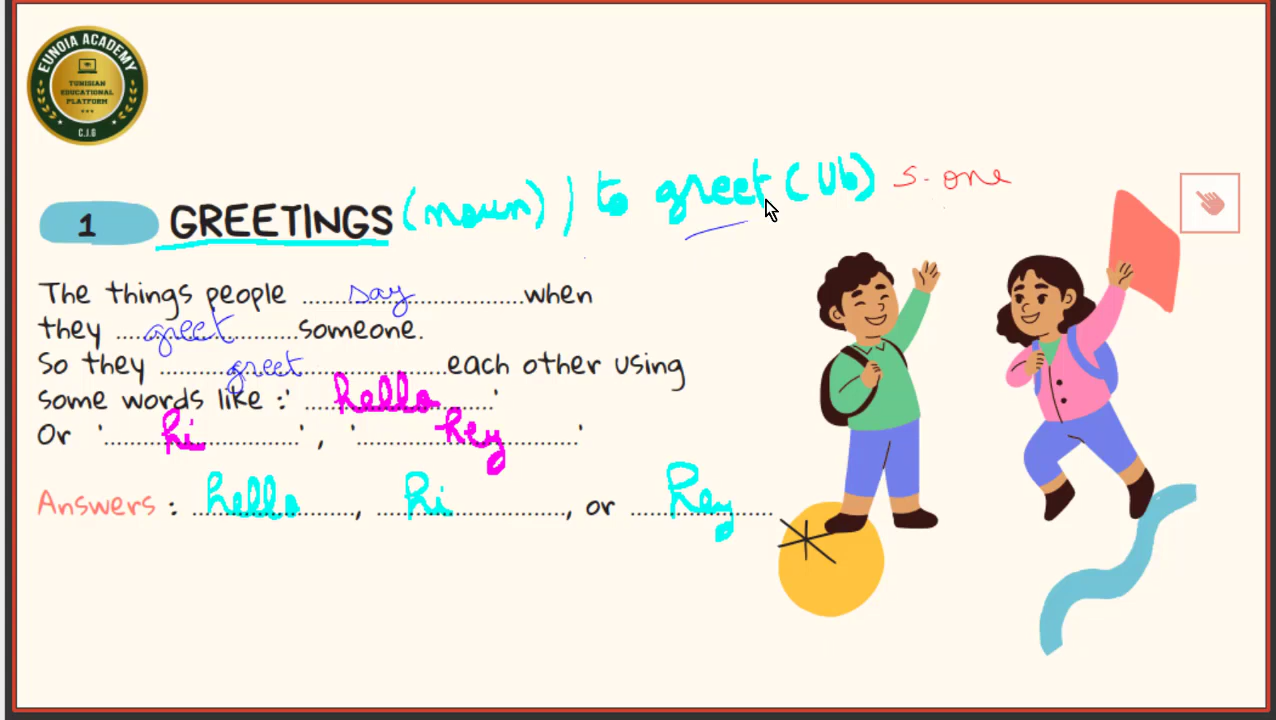 EUNOIA ACADEMY
TUNISIAN
EDUCATIONAL
PLATFORM
C.I.G
1 GREETINGS (noun) / to greet (Vb) s.one
The things people ......say......when
they ......greet......someone.
So they ......greet......each other using
some words like :' ......hello......'
Or '......hi......' , '......hey......'
Answers : ......hello......, ......hi......, or ......hey......